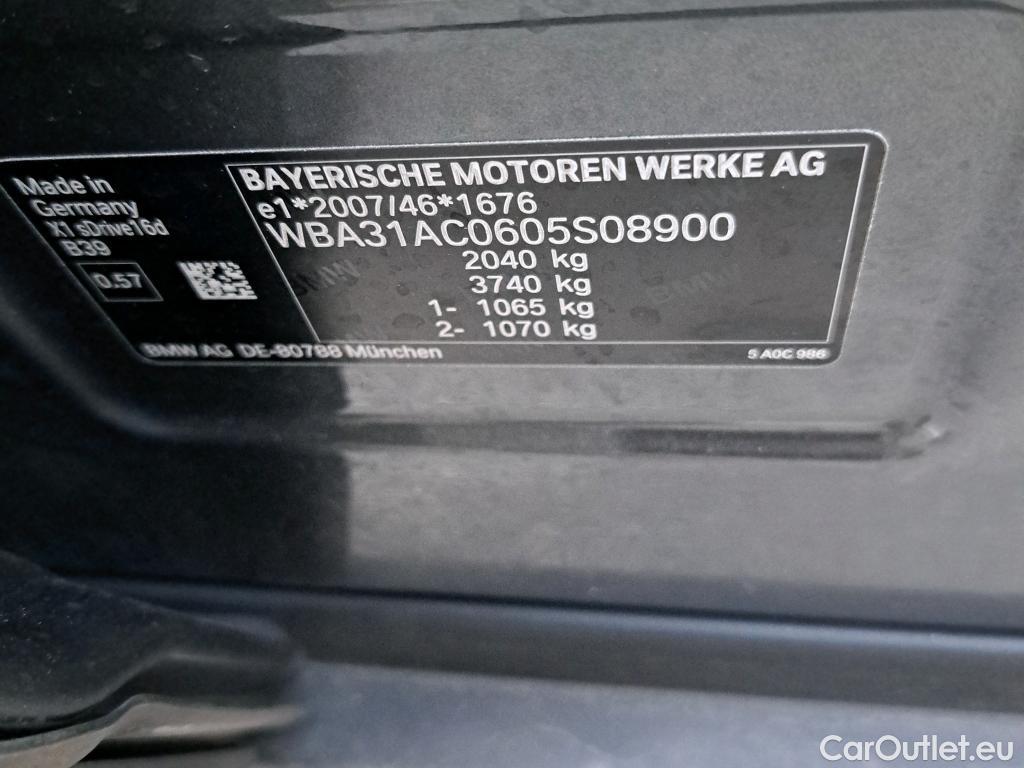 Made in
Germany
X1 sDrive16d
B39
0.57
BAYERISCHE MOTOREN WERKE AG
e1*2007/46*1676
WBA31AC0605S08900
2040 kg
3740 kg
1- 1065 kg
2- 1070 kg
BMW AG DE-80788 München
5 A0C 986
CarOutlet.eu